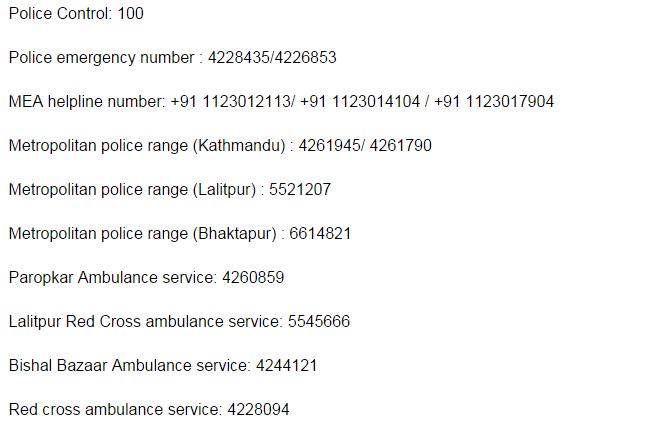 Police Control: 100
Police emergency number : 4228435/4226853
MEA helpline number: +91 1123012113/ +91 1123014104 / +91 1123017904
Metropolitan police range (Kathmandu) : 4261945/ 4261790
Metropolitan police range (Lalitpur) : 5521207
Metropolitan police range (Bhaktapur) : 6614821
Paropkar Ambulance service: 4260859
Lalitpur Red Cross ambulance service: 5545666
Bishal Bazaar Ambulance service: 4244121
Red cross ambulance service: 4228094